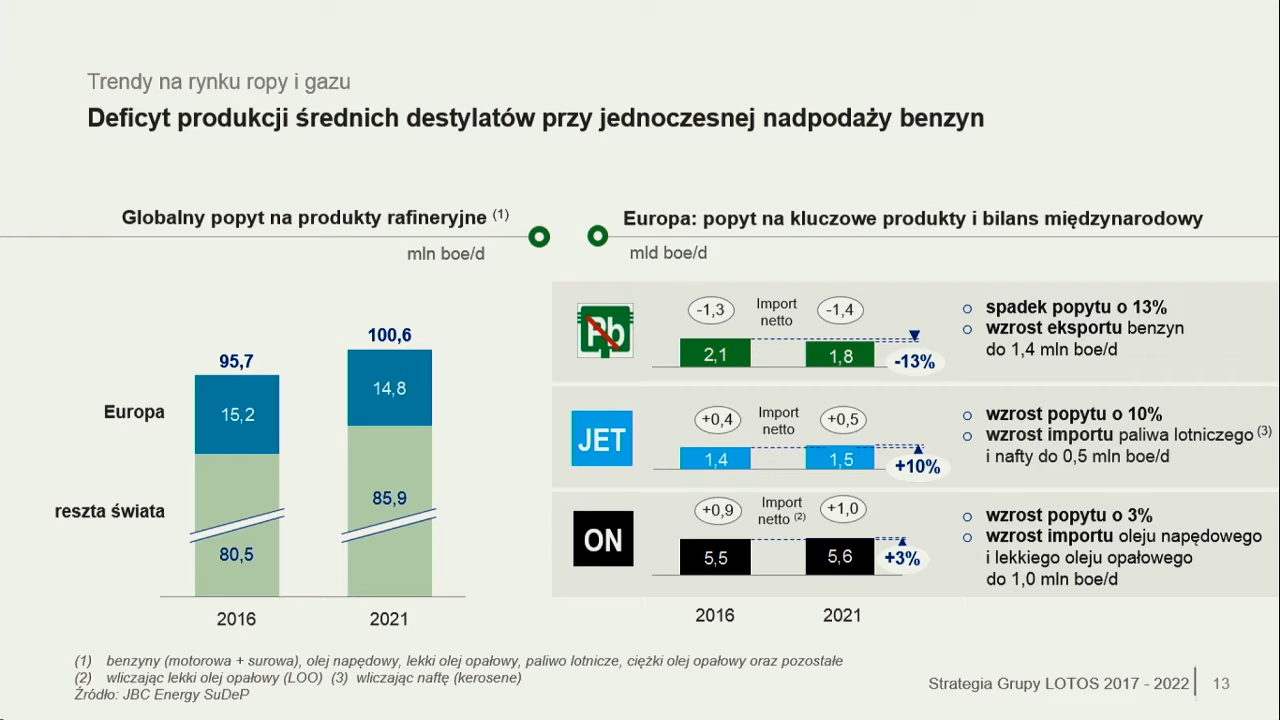 Trendy na rynku ropy i gazu
Deficyt produkcji średnich destylatów przy jednoczesnej nadpodaży benzyn
Globalny popyt na produkty rafineryjne (1)
mln boe/d
95,7
100,6
Europa
15,2
14,8
reszta świata
80,5
85,9
2016
2021
Europa: popyt na kluczowe produkty i bilans międzynarodowy
mld boe/d
Pb
-1,3
Import
netto
-1,4
2,1
1,8
-13%
spadek popytu o 13%
wzrost eksportu benzyn
do 1,4 mln boe/d
JET
+0,4
Import
netto
+0,5
1,4
1,5
+10%
wzrost popytu o 10%
wzrost importu paliwa lotniczego (3)
i nafty do 0,5 mln boe/d
ON
+0,9
Import
netto (2)
+1,0
5,5
5,6
+3%
wzrost popytu o 3%
wzrost importu oleju napędowego
i lekkiego oleju opałowego
do 1,0 mln boe/d
2016
2021
(1) benzyny (motorowa + surowa), olej napędowy, lekki olej opałowy, paliwo lotnicze, ciężki olej opałowy oraz pozostałe
(2) wliczając lekki olej opałowy (LOO) (3) wliczając naftę (kerosene)
Źródło: JBC Energy SuDeP
Strategia Grupy LOTOS 2017 - 2022 13